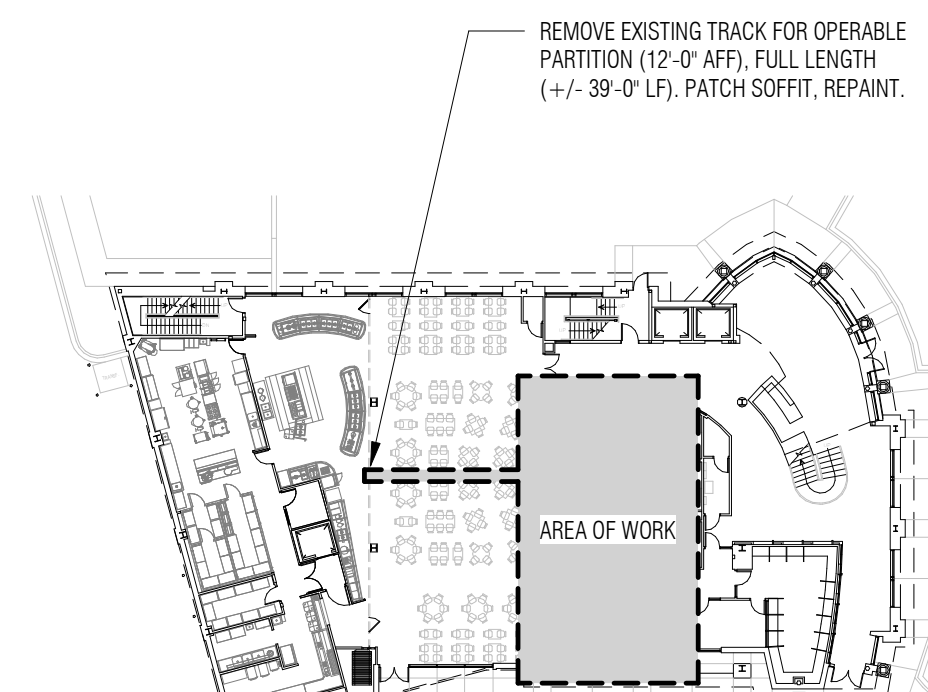 REMOVE EXISTING TRACK FOR OPERABLE
PARTITION (12'-0" AFF), FULL LENGTH
(+/- 39'-0" LF). PATCH SOFFIT, REPAINT.
AREA OF WORK